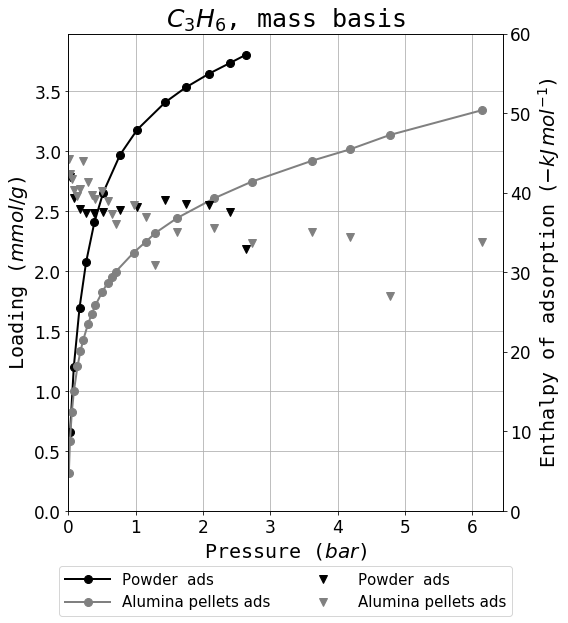 C₃H₆, mass basis
Loading (mmol/g)
3.5
3.0
2.5
2.0
1.5
1.0
0.5
0.0
0 1 2 3 4 5 6
Pressure (bar)
60
50
40
30
20
10
0
Enthalpy of adsorption (−kJmol⁻¹)
Powder ads
Alumina pellets ads
Powder ads
Alumina pellets ads